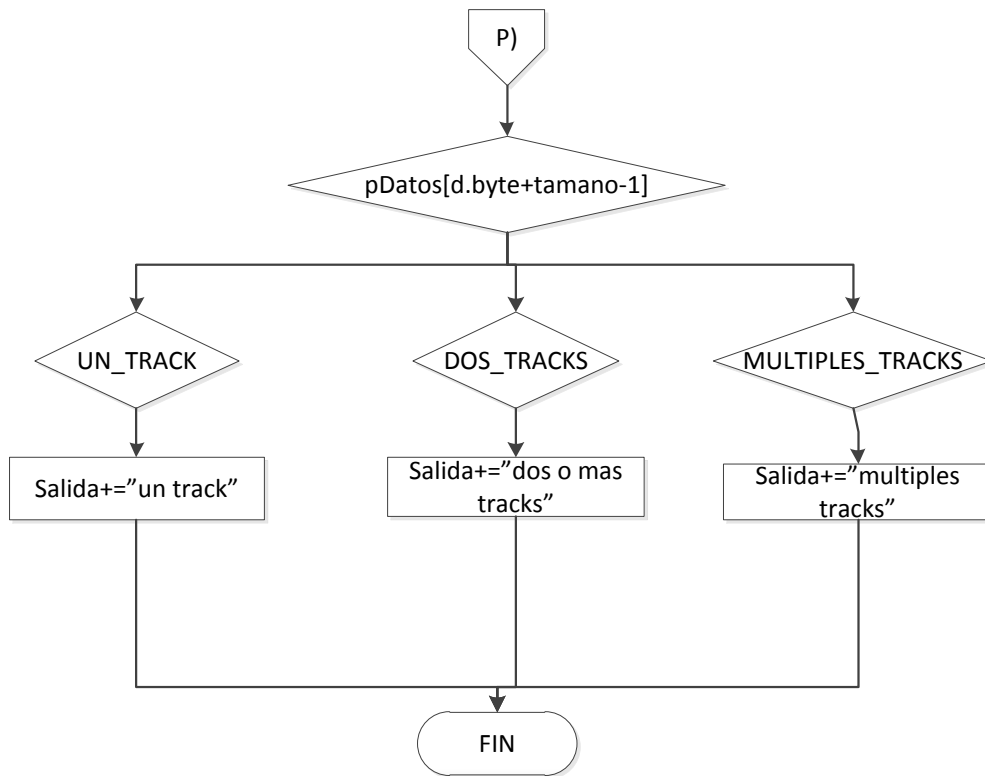 P)
pDatos[d.byte+tamano-1]
UN_TRACK
DOS_TRACKS
MULTIPLES_TRACKS
Salida+=”un track”
Salida+=”dos o mas
tracks”
Salida+=”multiples
tracks”
FIN